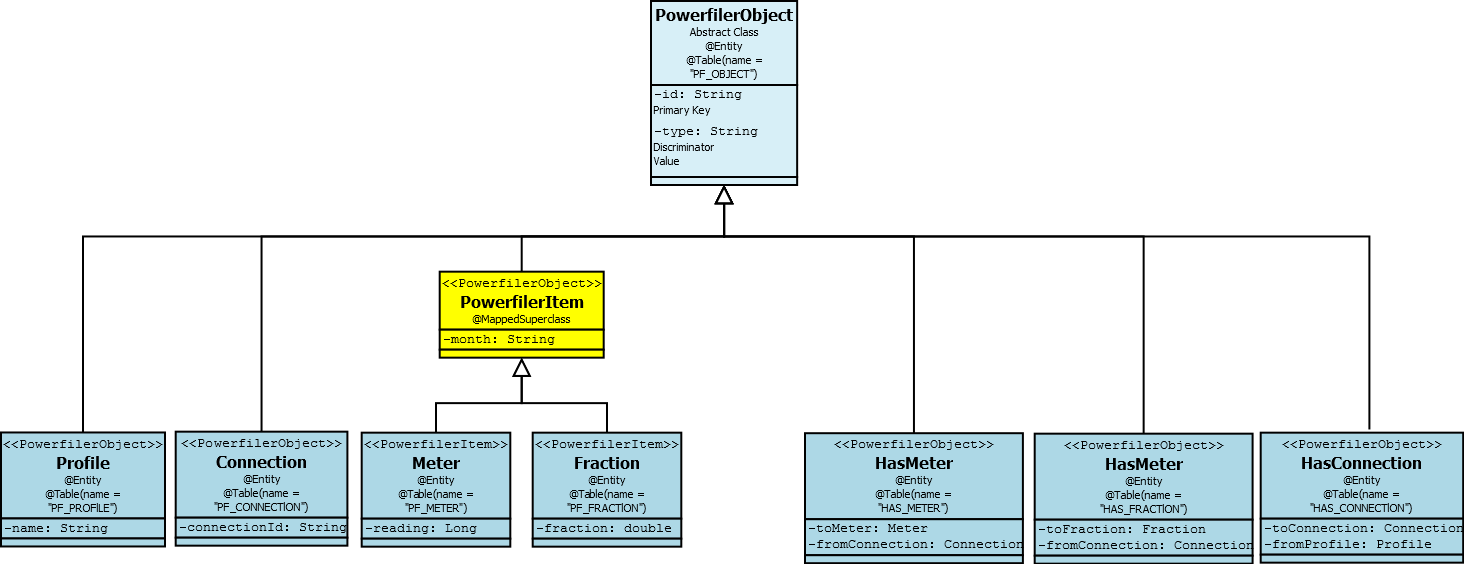 PowerfilerObject
Abstract Class
@Entity
@Table(name =
"PF_OBJECT")
-id: String
Primary Key
-type: String
Discriminator
Value
<<PowerfilerObject>>
PowerfilerItem
@MappedSuperclass
-month: String
<<PowerfilerObject>>
Profile
@Entity
@Table(name =
"PF_PROFILE")
-name: String
<<PowerfilerObject>>
Connection
@Entity
@Table(name =
"PF_CONNECTION")
-connectionId: String
<<PowerfilerItem>>
Meter
@Entity
@Table(name =
"PF_METER")
-reading: Long
<<PowerfilerItem>>
Fraction
@Entity
@Table(name =
"PF_FRACTION")
-fraction: double
<<PowerfilerObject>>
HasMeter
@Entity
@Table(name =
"HAS_METER")
-toMeter: Meter
-fromConnection: Connection
<<PowerfilerObject>>
HasMeter
@Entity
@Table(name =
"HAS_FRACTION")
-toFraction: Fraction
-fromConnection: Connection
<<PowerfilerObject>>
HasConnection
@Entity
@Table(name =
"HAS_CONNECTION")
-toConnection: Connection
-fromProfile: Profile